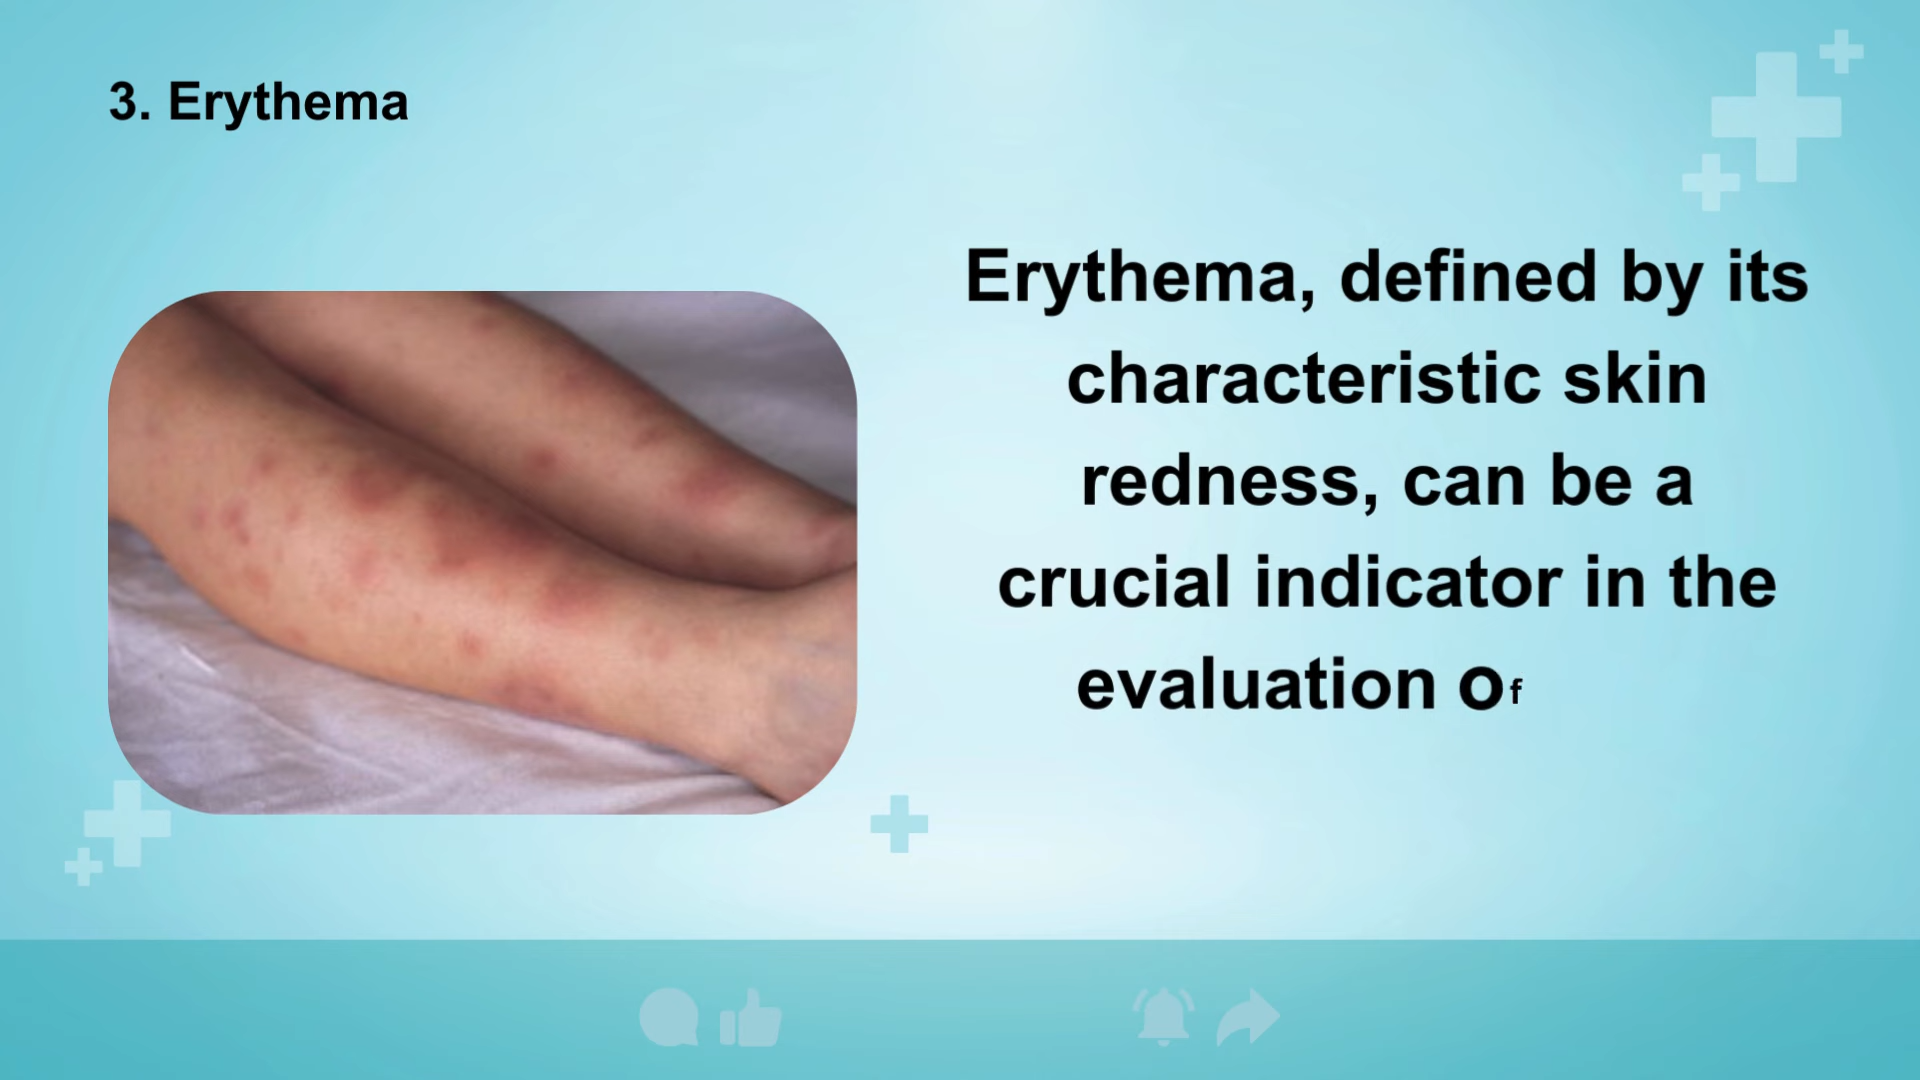 3. Erythema
Erythema, defined by its
characteristic skin
redness, can be a
crucial indicator in the
evaluation of